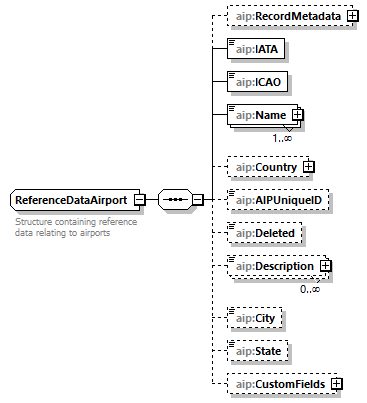 aip:RecordMetadata
aip:IATA
aip:ICAO
aip:Name
1..∞
aip:Country
ReferenceDataAirport
aip:AIPUniqueID
Structure containing reference
data relating to airports
aip:Deleted
aip:Description
0..∞
aip:City
aip:State
aip:CustomFields